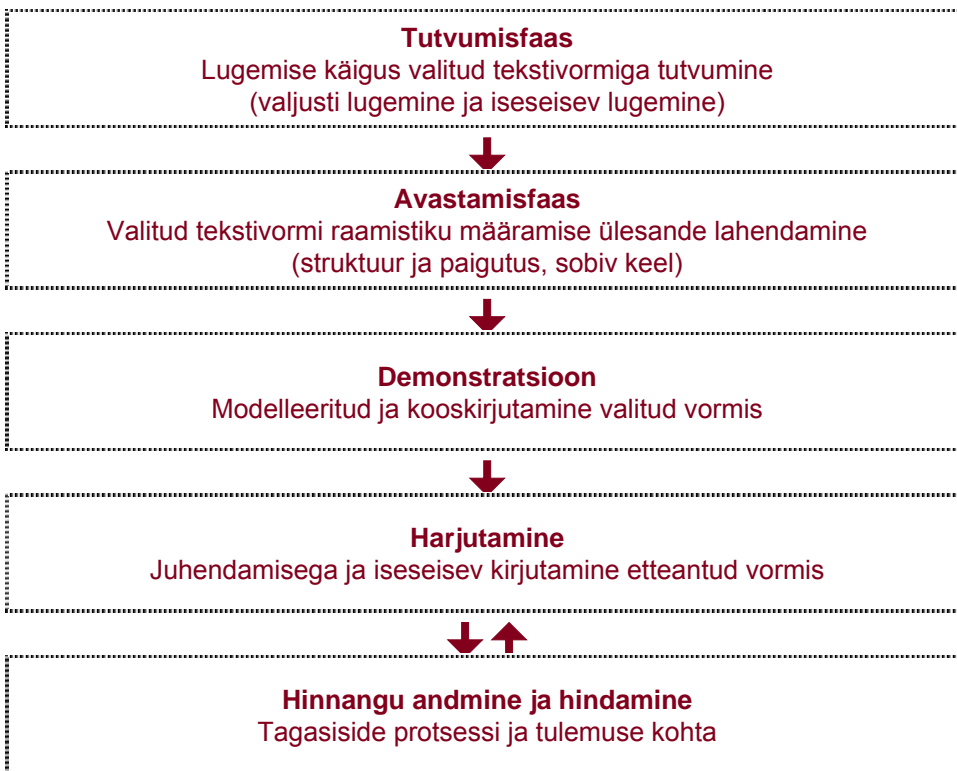 Tutvumisfaas
Lugemise käigus valitud tekstivormiga tutvumine
(valjusti lugemine ja iseseisev lugemine)
Avastamisfaas
Valitud tekstivormi raamistiku määramise ülesande lahendamine
(struktuur ja paigutus, sobiv keel)
Demonstratsioon
Modelleeritud ja kooskirjutamine valitud vormis
Harjutamine
Juhendamisega ja iseseisev kirjutamine etteantud vormis
Hinnangu andmine ja hindamine
Tagasiside protsessi ja tulemuse kohta